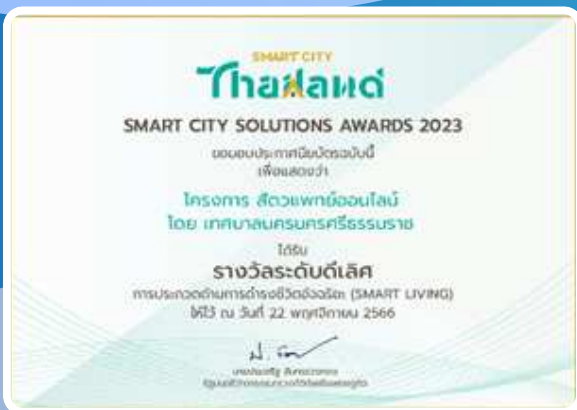 SMART CITY
Thailand
SMART CITY SOLUTIONS AWARDS 2023
ขอมอบประกาศนียบัตรฉบับนี้
เพื่อแสดงว่า
โครงการ สัตวแพทย์ออนไลน์
โดย เทศบาลนครนครศรีธรรมราช
ได้รับ
รางวัลระดับดีเลิศ
การประกวดด้านการดำรงชีวิตอัจฉริยะ (SMART LIVING)
ให้ไว้ ณ วันที่ 22 พฤศจิกายน 2566